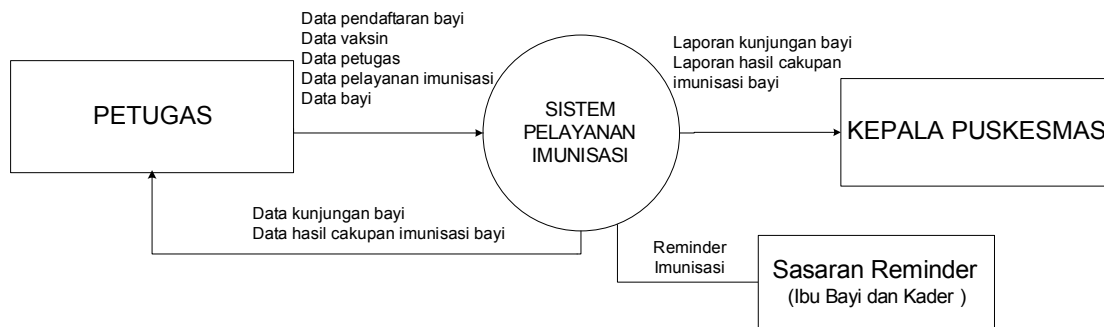 Data pendaftaran bayi
Data vaksin
Data petugas
Data pelayanan imunisasi
Data bayi
PETUGAS
SISTEM
PELAYANAN
IMUNISASI
Laporan kunjungan bayi
Laporan hasil cakupan
imunisasi bayi
KEPALA PUSKESMAS
Data kunjungan bayi
Data hasil cakupan imunisasi bayi
Reminder
Imunisasi
Sasaran Reminder
(Ibu Bayi dan Kader )